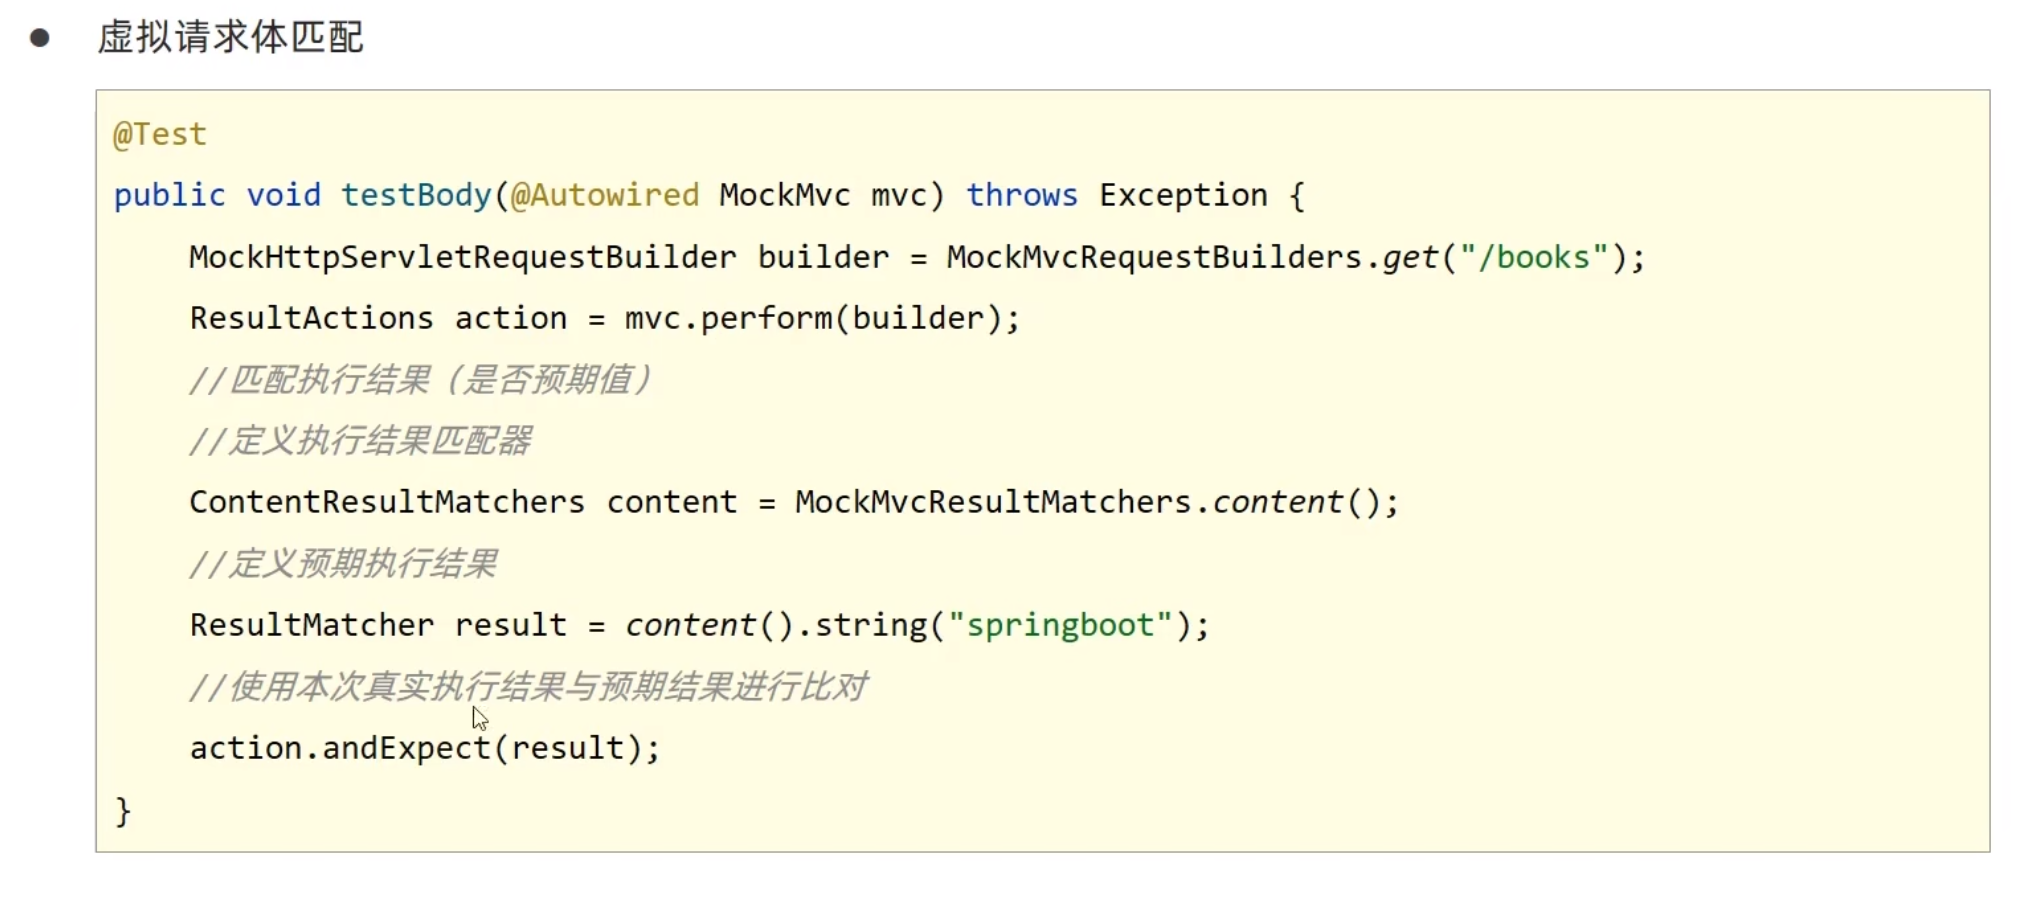 ● 虚拟请求体匹配
@Test
public void testBody(@Autowired MockMvc mvc) throws Exception {
    MockHttpServletRequestBuilder builder = MockMvcRequestBuilders.get("/books");
    ResultActions action = mvc.perform(builder);
    //匹配执行结果（是否预期值）
    //定义执行结果匹配器
    ContentResultMatchers content = MockMvcResultMatchers.content();
    //定义预期执行结果
    ResultMatcher result = content().string("springboot");
    //使用本次真实执行结果与预期结果进行比对
    action.andExpect(result);
}